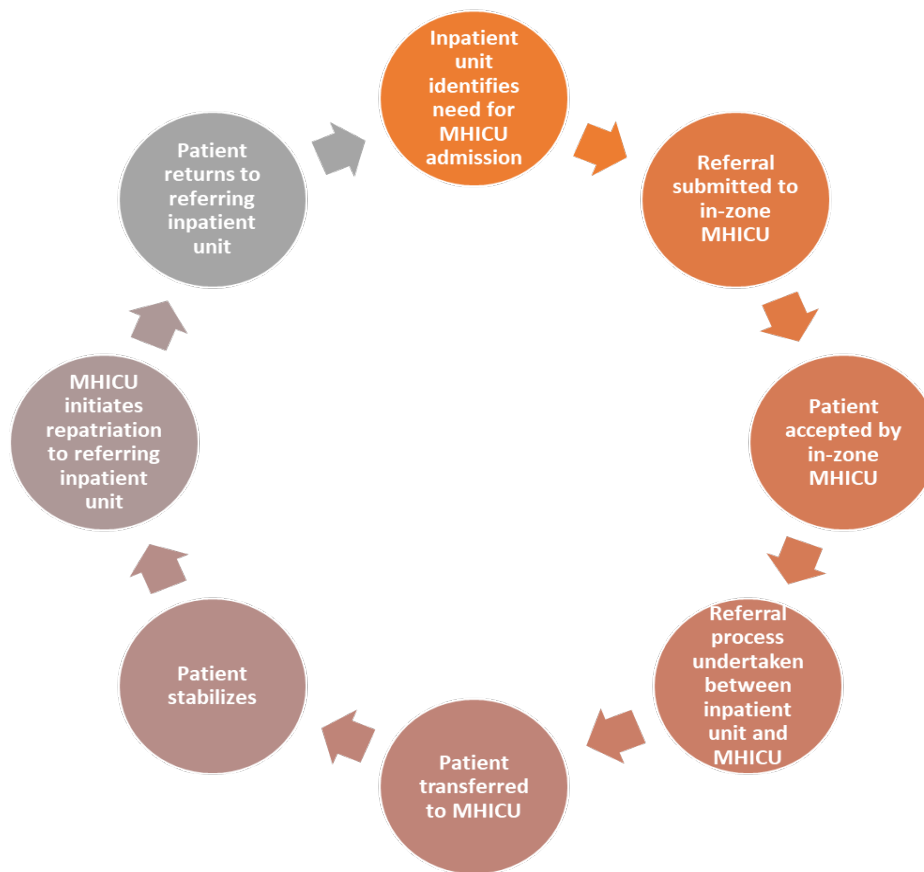 Inpatient
unit
identifies
need for
MHICU
admission
Referral
submitted to
in-zone
MHICU
Patient
accepted by
in-zone
MHICU
Referral
process
undertaken
between
inpatient
unit and
MHICU
Patient
transferred
to MHICU
Patient
stabilizes
MHICU
initiates
repatriation
to referring
inpatient
unit
Patient
returns to
referring
inpatient
unit